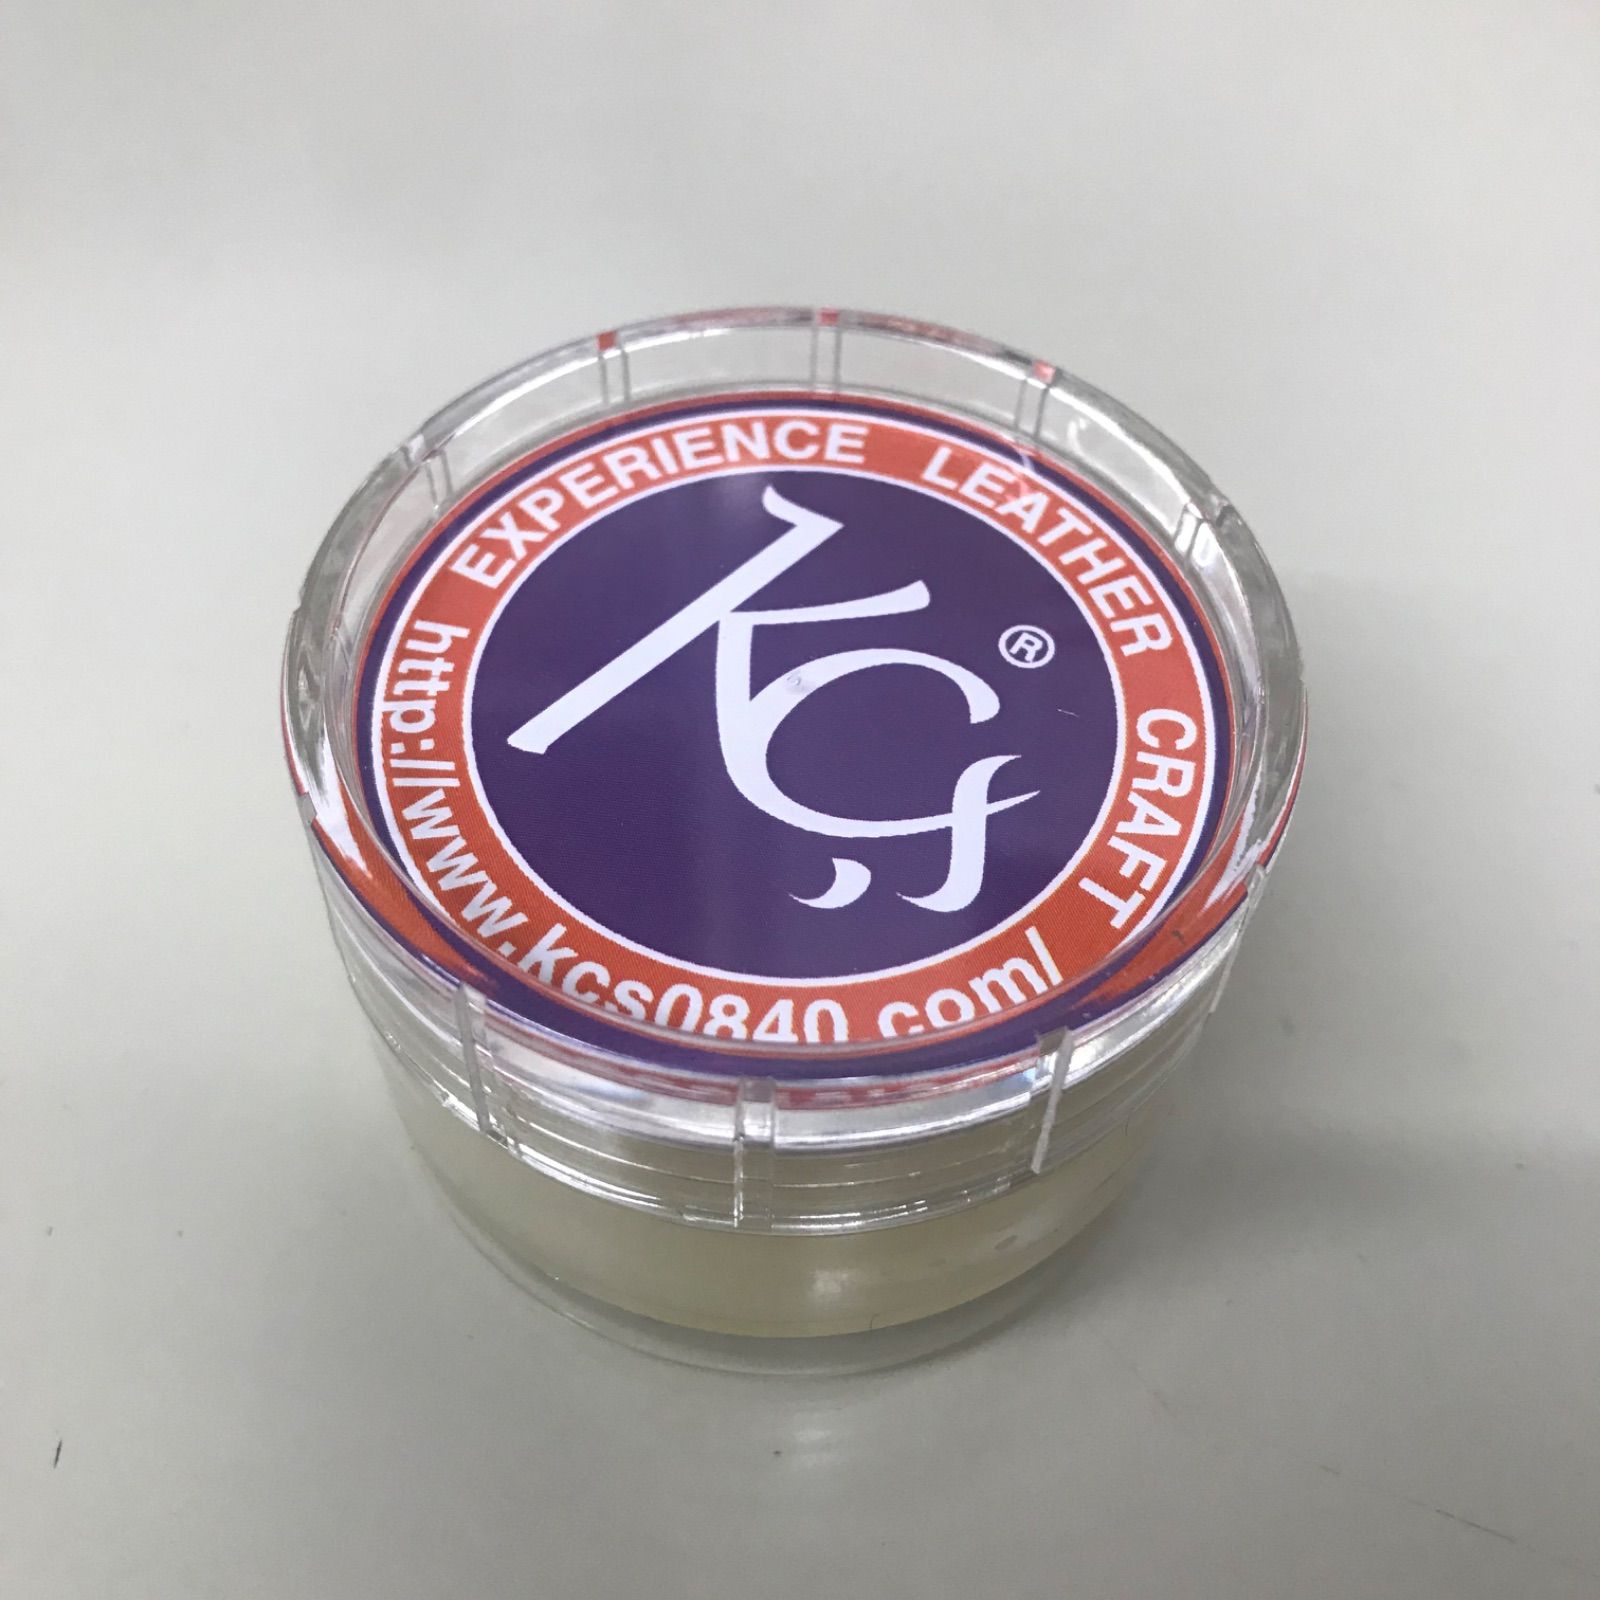 EXPERIENCE LEATHER CRAFT
KC,s ®
http://www.kcs0840.com/